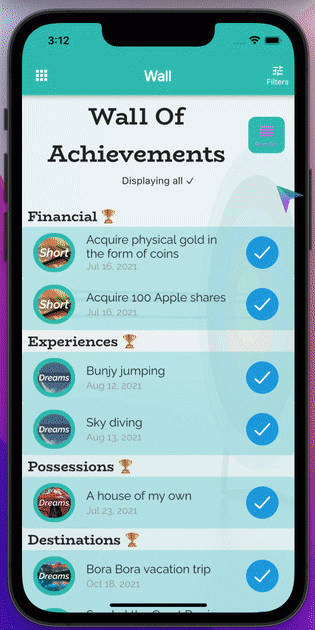 3:12
Wall
Filters
Wall Of
Achievements
Displaying all ✓
Financial 🏆
Short
Acquire physical gold in
the form of coins
Jul 16, 2021
Short
Acquire 100 Apple shares
Jul 16, 2021
Experiences 🏆
Dreams
Bunjy jumping
Aug 12, 2021
Dreams
Sky diving
Aug 13, 2021
Possessions 🏆
Dreams
A house of my own
Jul 23, 2021
Destinations 🏆
Dreams
Bora Bora vacation trip
Oct 18, 2021